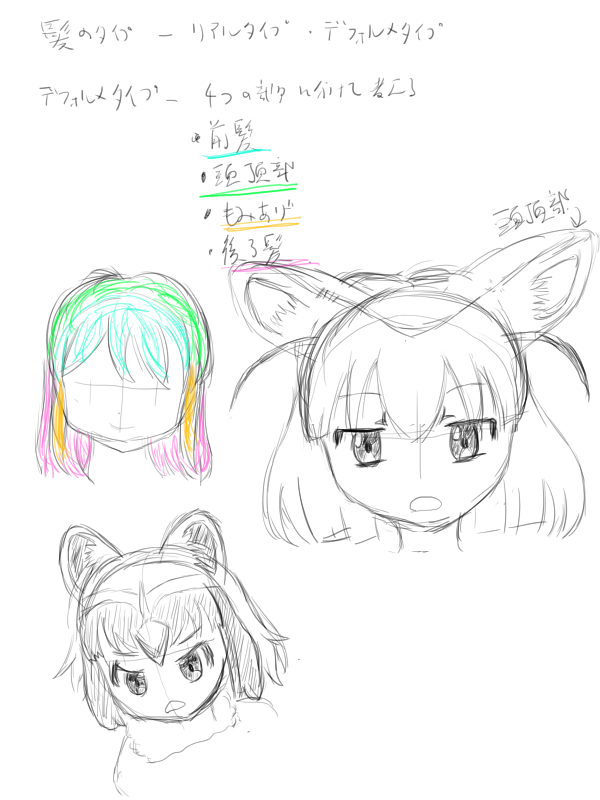 髪のタイプ － リアルタイプ・デフォルメタイプ
デフォルメタイプ － 4つの部分に分けて考える
・前髪
・頭頂部
・もみあげ
・後ろ髪
頭頂部